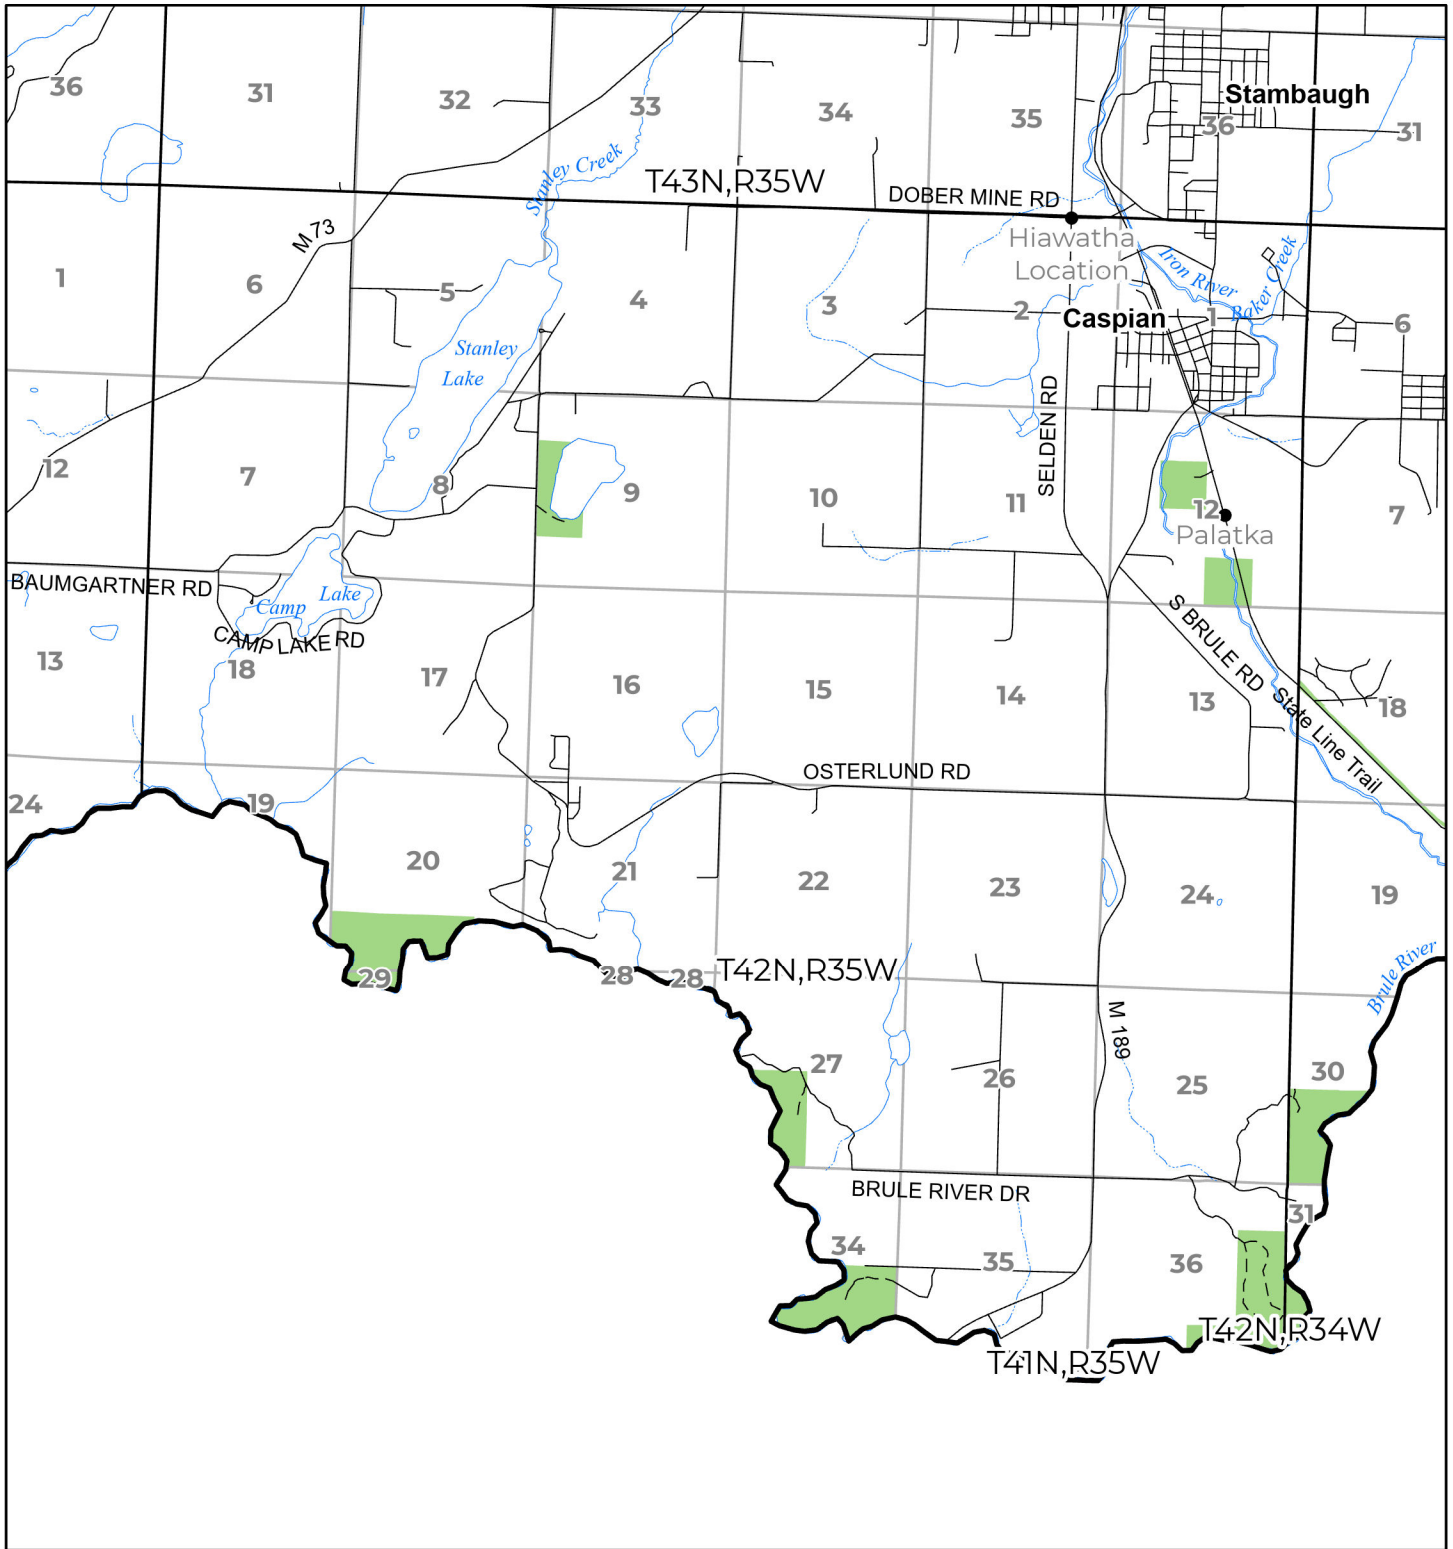 36
31
32
33
34
35
Stambaugh
36
31
Stanley Creek
T43N,R35W
DOBER MINE RD
M 73
Hiawatha
Location
Iron River
Baker Creek
1
6
5
4
3
2
Caspian
1
6
Stanley
Lake
SELDEN RD
12
7
8
9
10
11
12
Palatka
7
BAUMGARTNER RD
Camp Lake
CAMP LAKE RD
S BRULE RD
13
18
17
16
15
14
13
State Line Trail
18
OSTERLUND RD
24
19
20
21
22
23
24
19
29
28
28
T42N,R35W
Brule River
M 189
27
26
25
30
BRULE RIVER DR
31
34
35
36
T42N,R34W
T41N,R35W